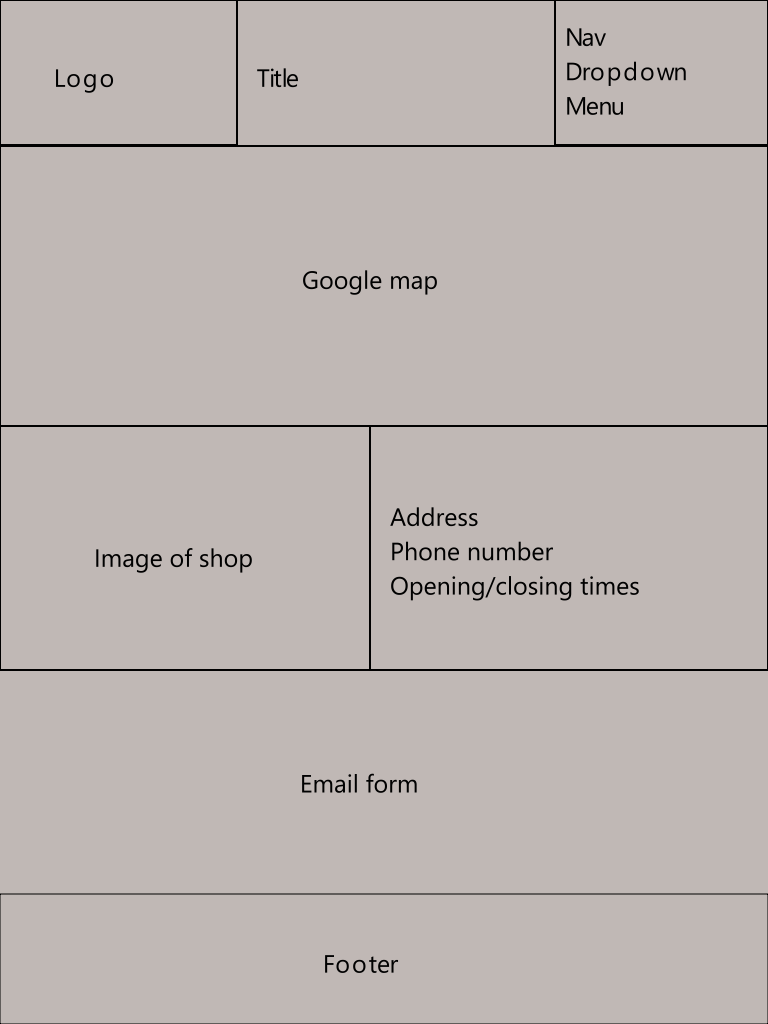 Logo
Title
Nav
Dropdown
Menu
Google map
Image of shop
Address
Phone number
Opening/closing times
Email form
Footer